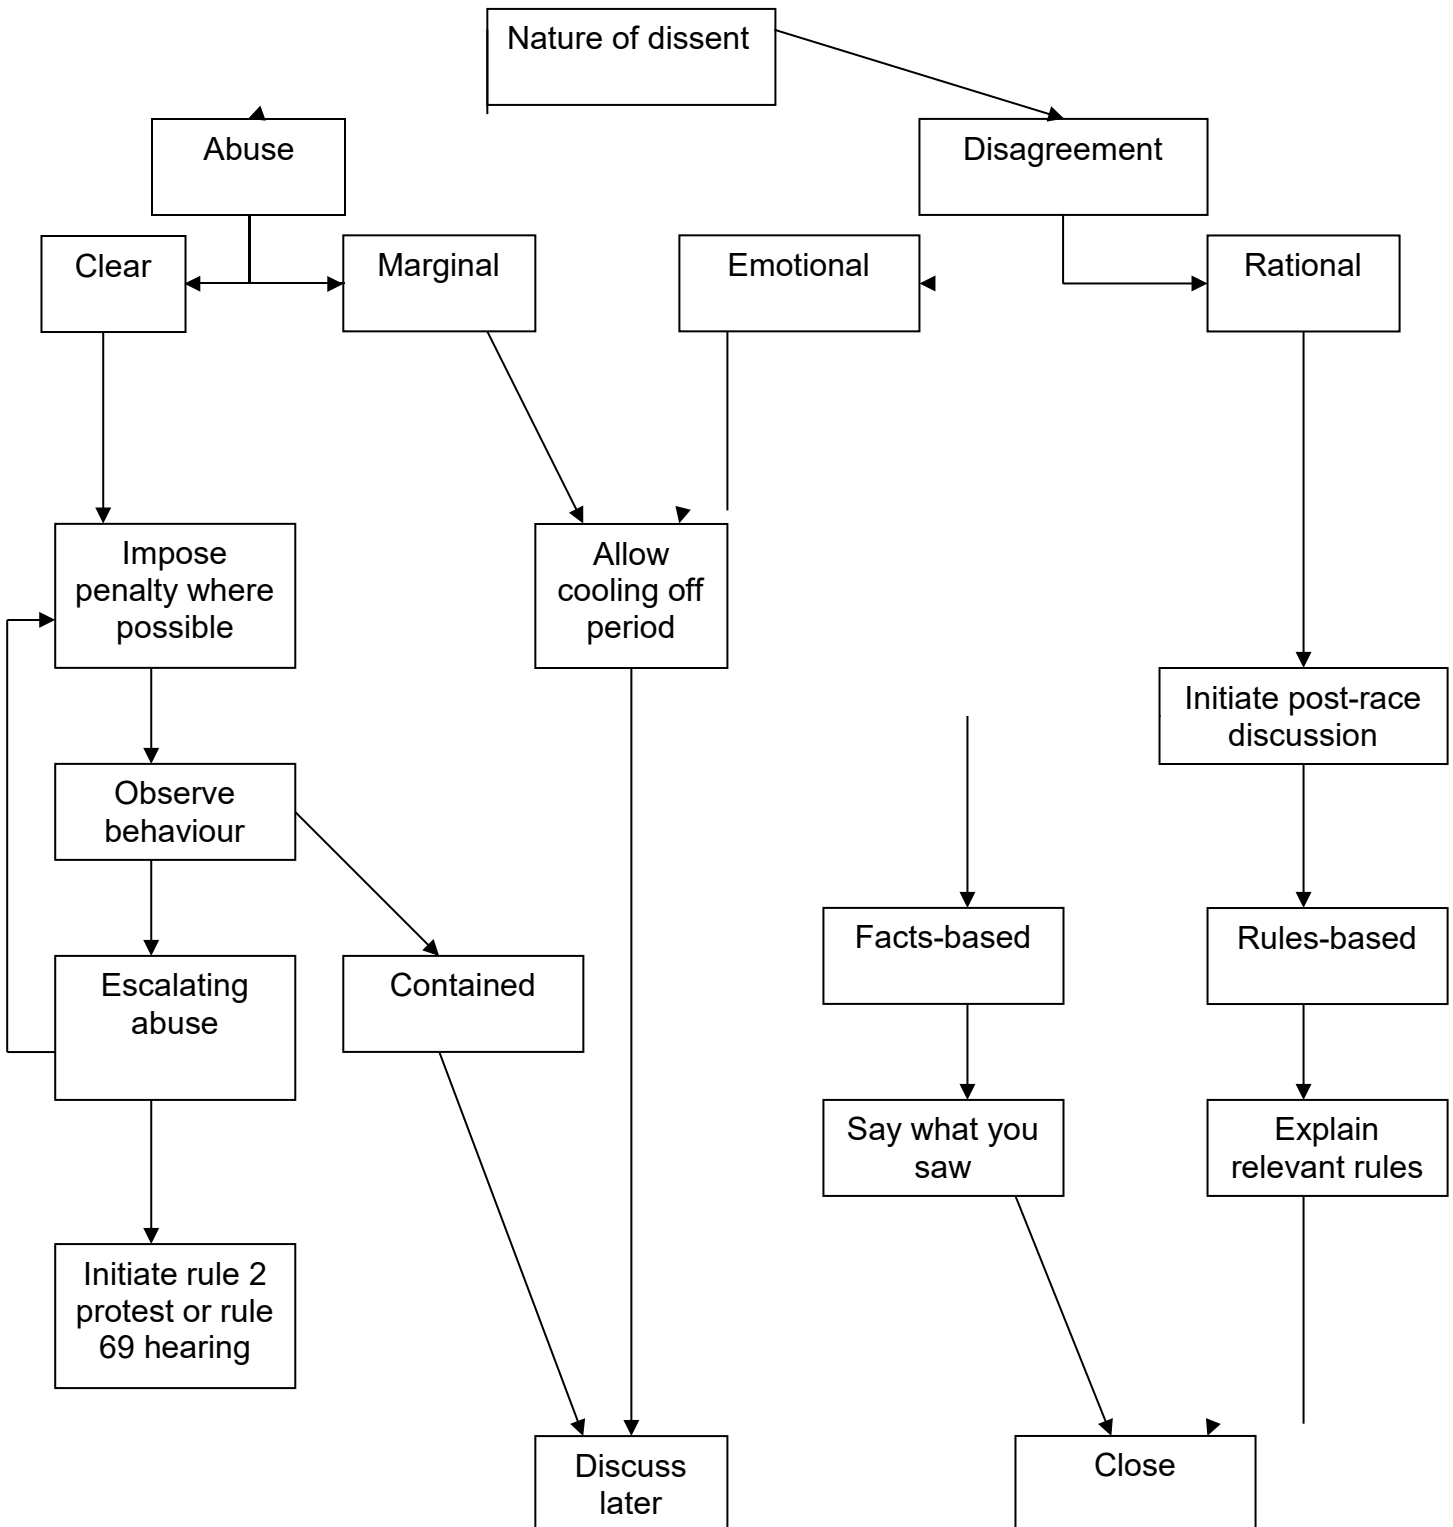 Nature of dissent
Abuse
Disagreement
Clear
Marginal
Emotional
Rational
Impose
penalty where
possible
Allow
cooling off
period
Initiate post-race
discussion
Observe
behaviour
Facts-based
Rules-based
Escalating
abuse
Contained
Say what you
saw
Explain
relevant rules
Initiate rule 2
protest or rule
69 hearing
Discuss
later
Close